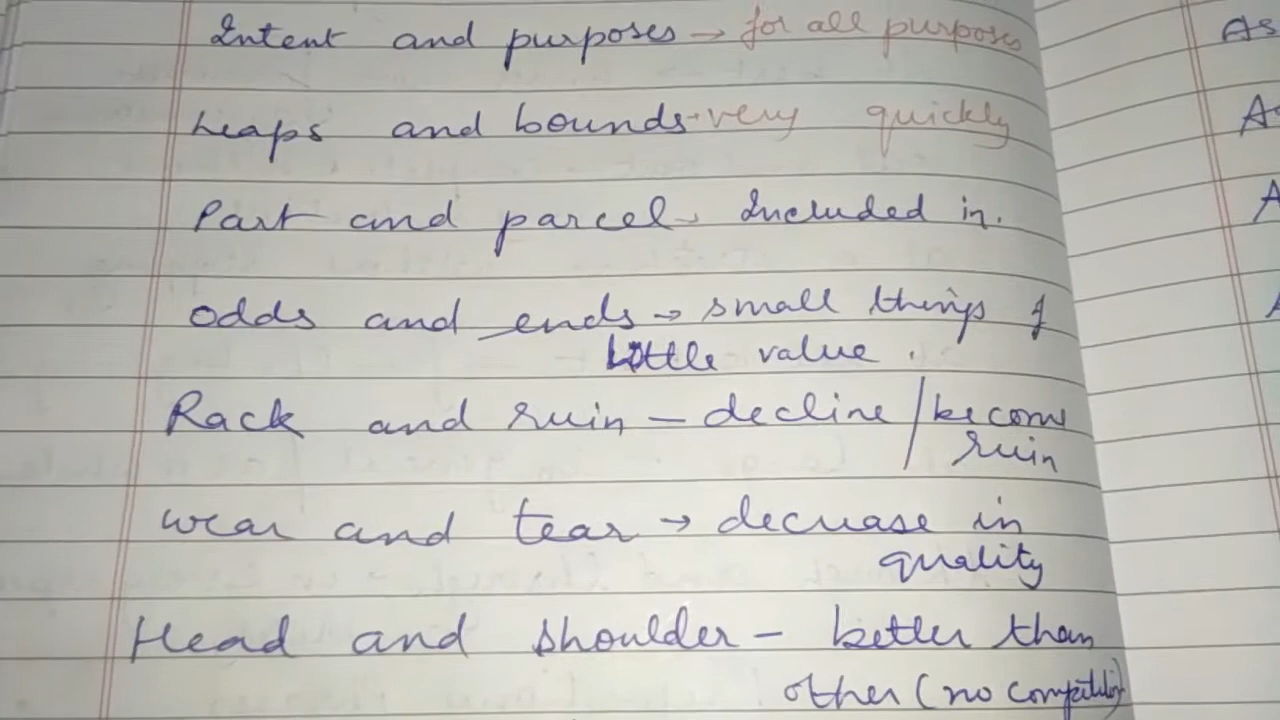 Intent and purposes → for all purposes
Leaps and bounds - very quickly
Part and parcel → Included in.
odds and ends → small things of
little value.
Rack and ruin - decline / become
ruin
wear and tear → decrease in
quality
Head and shoulder - better than
other (no competition)
As
A
A